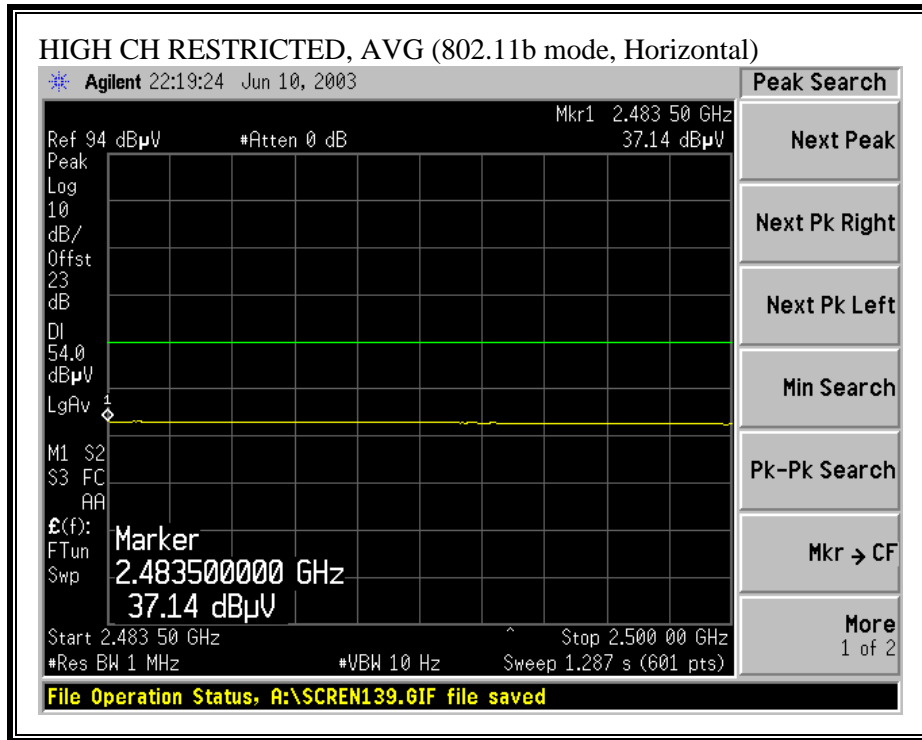 HIGH CH RESTRICTED, AVG (802.11b mode, Horizontal)
Agilent 22:19:24 Jun 10, 2003
Peak Search
Mkr1 2.483 50 GHz
Ref 94 dBµV #Atten 0 dB 37.14 dBµV
Peak
Log
10
dB/
Offst
23
dB
DI
54.0
dBµV
LgAv
1
M1 S2
S3 FC
AA
£(f):
FTun
Swp
Marker
2.483500000 GHz
37.14 dBµV
Start 2.483 50 GHz ^ Stop 2.500 00 GHz
#Res BW 1 MHz #VBW 10 Hz Sweep 1.287 s (601 pts)
File Operation Status, A:\SCREN139.GIF file saved
Next Peak
Next Pk Right
Next Pk Left
Min Search
Pk-Pk Search
Mkr → CF
More
1 of 2